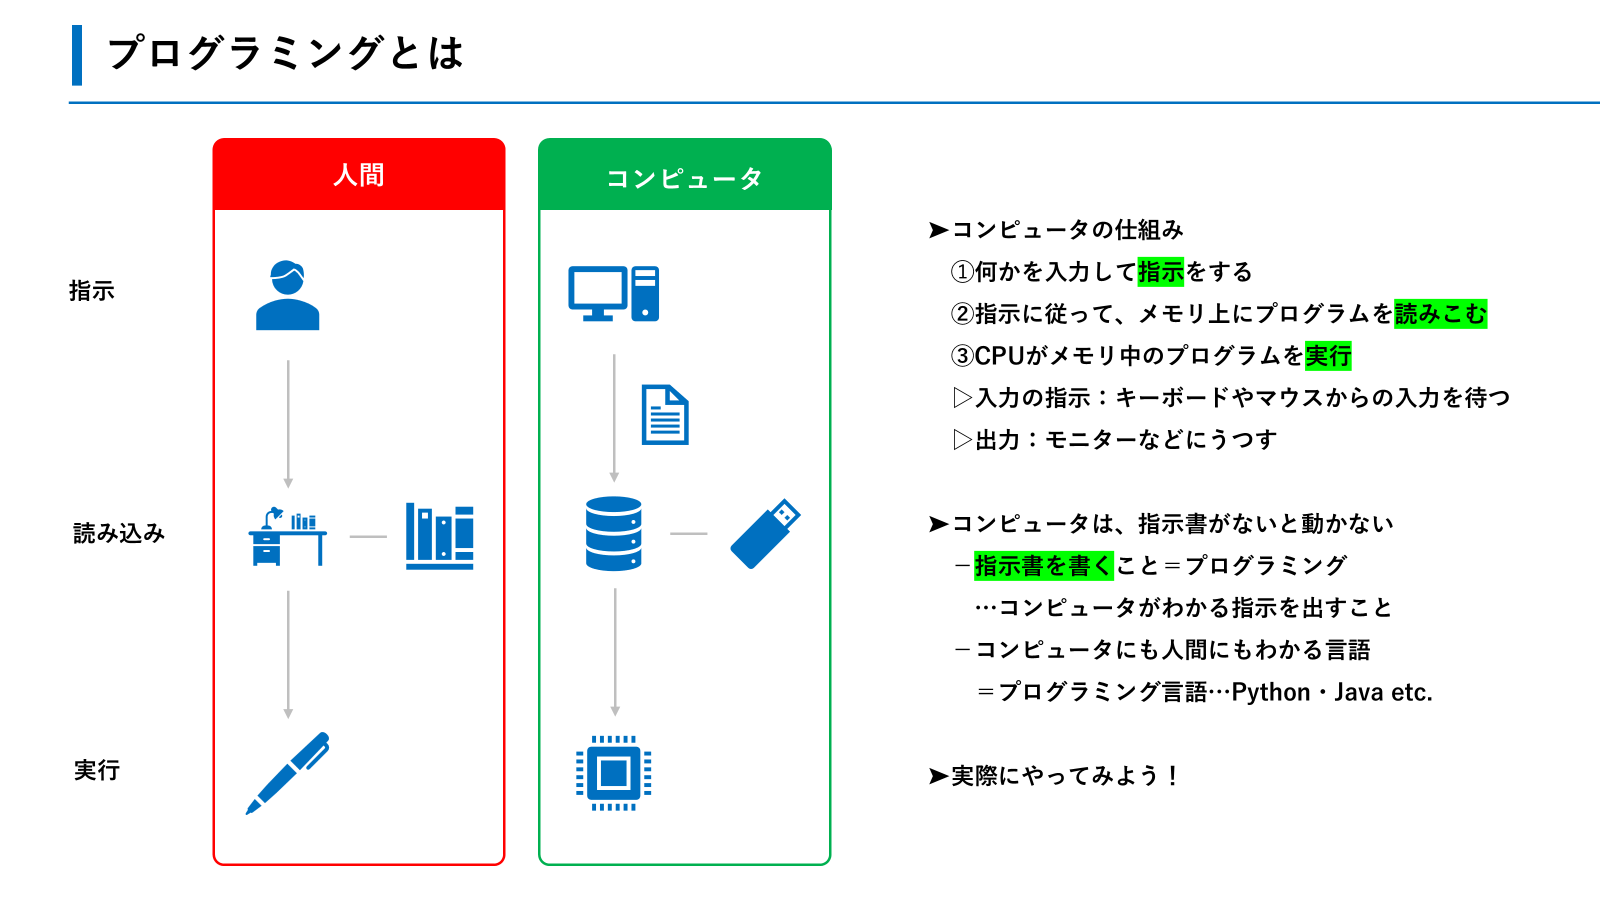 プログラミングとは
人間
コンピュータ
指示
読み込み
実行
➤コンピュータの仕組み
①何かを入力して指示をする
②指示に従って、メモリ上にプログラムを読みこむ
③CPUがメモリ中のプログラムを実行
▷入力の指示：キーボードやマウスからの入力を待つ
▷出力：モニターなどにうつす
➤コンピュータは、指示書がないと動かない
－指示書を書くこと＝プログラミング
…コンピュータがわかる指示を出すこと
－コンピュータにも人間にもわかる言語
＝プログラミング言語…Python・Java etc.
➤実際にやってみよう！